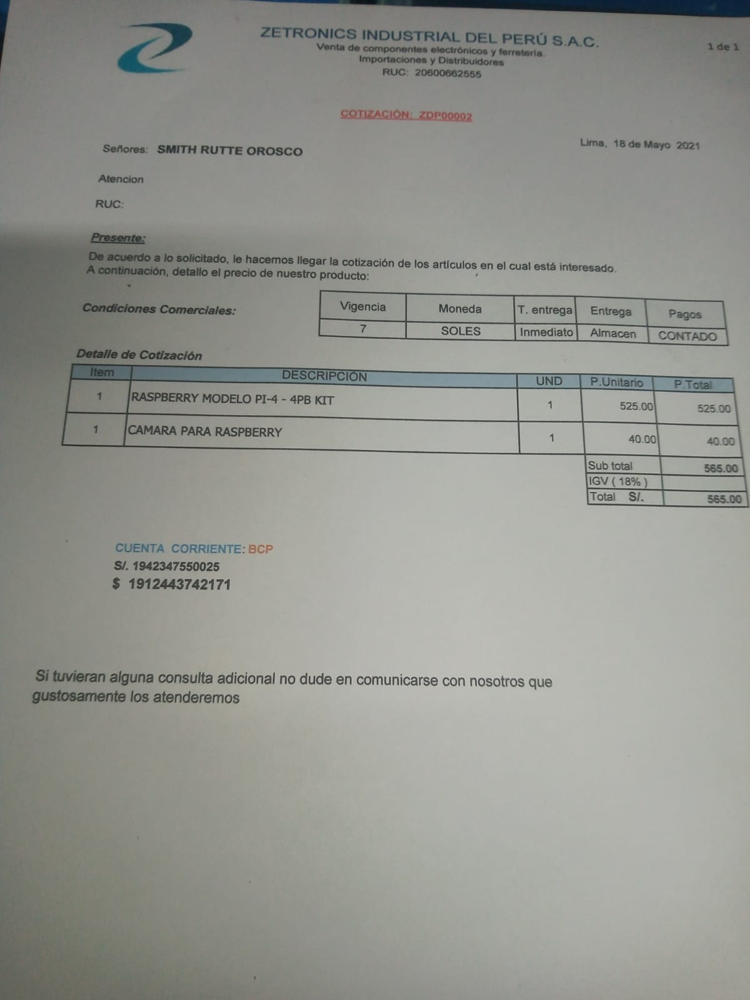 ZETRONICS INDUSTRIAL DEL PERÚ S.A.C.
Venta de componentes electrónicos y ferretería.
Importaciones y Distribuidores
RUC: 20600662555
1 de 1
COTIZACIÓN: ZDP00002
Señores: SMITH RUTTE OROSCO
Lima, 18 de Mayo 2021
Atencion
RUC:
Presente:
De acuerdo a lo solicitado, le hacemos llegar la cotización de los artículos en el cual está interesado.
A continuación, detallo el precio de nuestro producto:
Condiciones Comerciales:
Vigencia Moneda T. entrega Entrega Pagos
7 SOLES Inmediato Almacen CONTADO
Detalle de Cotización
Item DESCRIPCIÓN UND P.Unitario P.Total
1 RASPBERRY MODELO PI-4 - 4PB KIT 1 525.00 525.00
1 CAMARA PARA RASPBERRY 1 40.00 40.00
Sub total 565.00
IGV ( 18% )
Total S/. 565.00
CUENTA CORRIENTE: BCP
S/. 1942347550025
$ 1912443742171
Si tuvieran alguna consulta adicional no dude en comunicarse con nosotros que
gustosamente los atenderemos